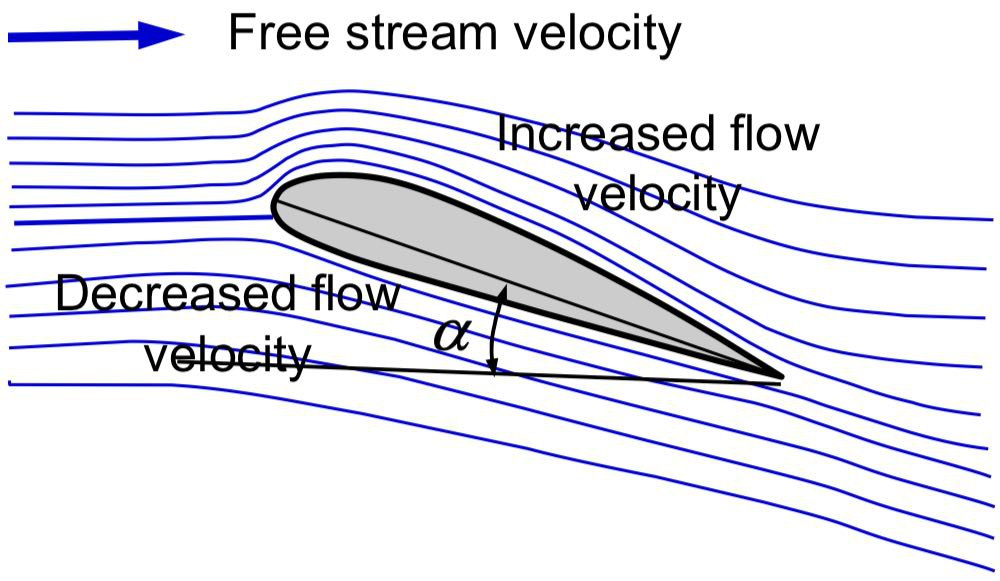 Free stream velocity
Increased flow
velocity
Decreased flow
velocity
α